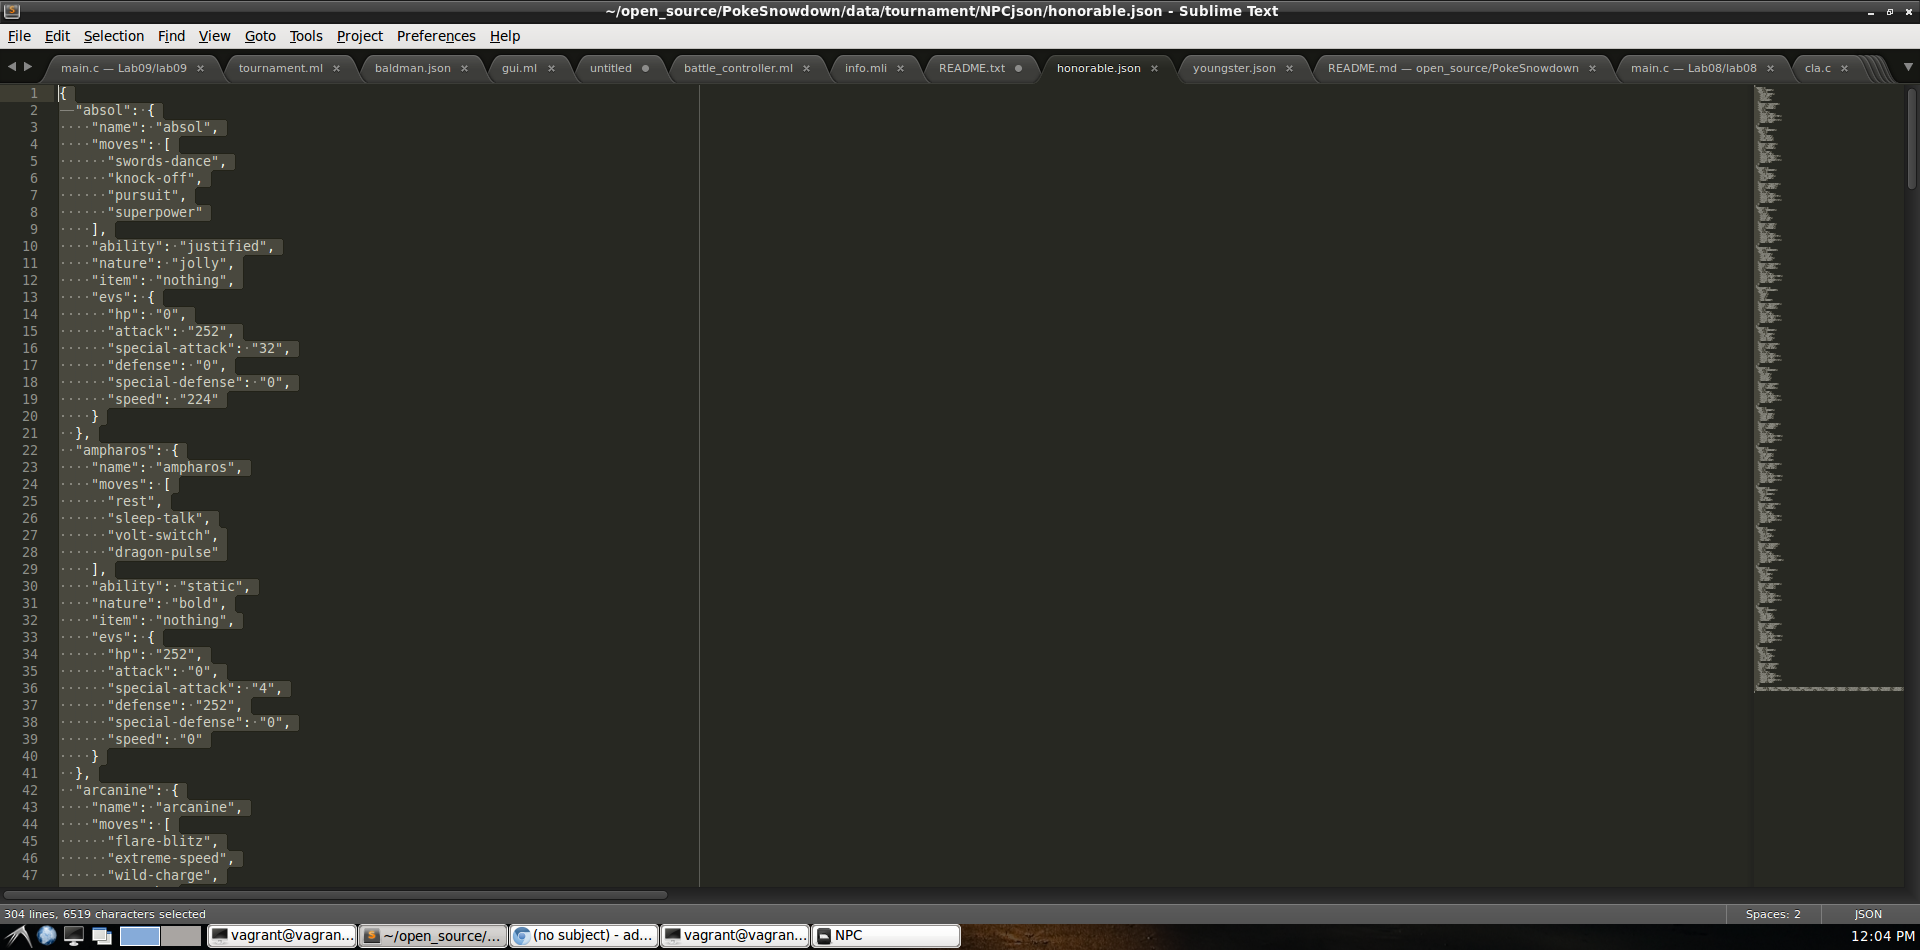 ~/open_source/PokeSnowdown/data/tournament/NPCjson/honorable.json - Sublime Text
File Edit Selection Find View Goto Tools Project Preferences Help
main.c — Lab09/lab09 × tournament.ml × baldman.json × gui.ml × untitled battle_controller.ml × info.mli × README.txt honorable.json × youngster.json × README.md — open_source/PokeSnowdown × main.c — Lab08/lab08 × cla.c ×
1 {
2 "absol": {
3 "name": "absol",
4 "moves": [
5 "swords-dance",
6 "knock-off",
7 "pursuit",
8 "superpower"
9 ],
10 "ability": "justified",
11 "nature": "jolly",
12 "item": "nothing",
13 "evs": {
14 "hp": "0",
15 "attack": "252",
16 "special-attack": "32",
17 "defense": "0",
18 "special-defense": "0",
19 "speed": "224"
20 }
21 },
22 "ampharos": {
23 "name": "ampharos",
24 "moves": [
25 "rest",
26 "sleep-talk",
27 "volt-switch",
28 "dragon-pulse"
29 ],
30 "ability": "static",
31 "nature": "bold",
32 "item": "nothing",
33 "evs": {
34 "hp": "252",
35 "attack": "0",
36 "special-attack": "4",
37 "defense": "252",
38 "special-defense": "0",
39 "speed": "0"
40 }
41 },
42 "arcanine": {
43 "name": "arcanine",
44 "moves": [
45 "flare-blitz",
46 "extreme-speed",
47 "wild-charge",
304 lines, 6519 characters selected Spaces: 2 JSON
vagrant@vagran... ~/open_source/... (no subject) - ad... vagrant@vagran... NPC 12:04 PM